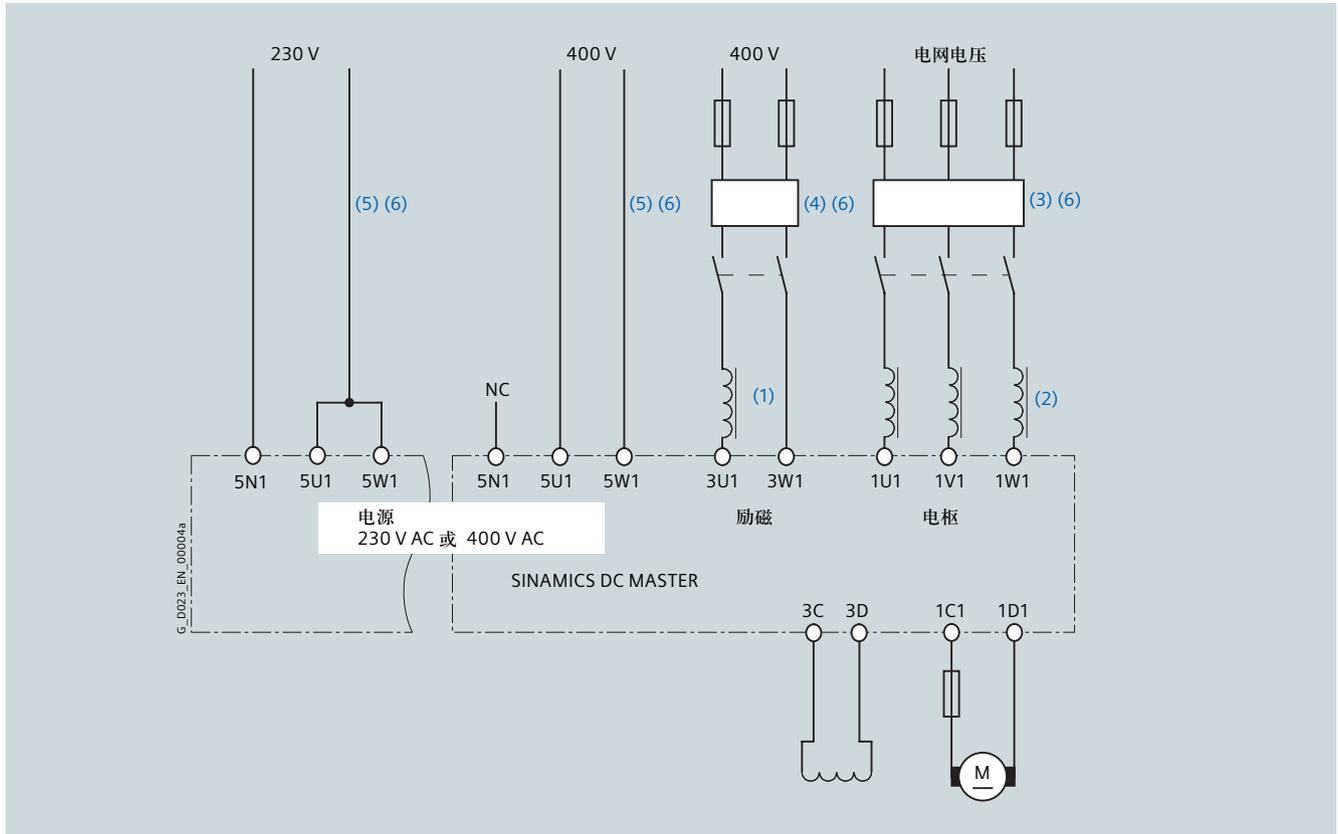 230 V
400 V
400 V
电网电压
(5) (6)
(5) (6)
(4) (6)
(3) (6)
NC
(1)
(2)
5N1
5U1
5W1
5N1
5U1
5W1
3U1
3W1
1U1
1V1
1W1
电源
230 V AC 或 400 V AC
励磁
电枢
SINAMICS DC MASTER
G_D023_EN_00004a
3C
3D
1C1
1D1
M